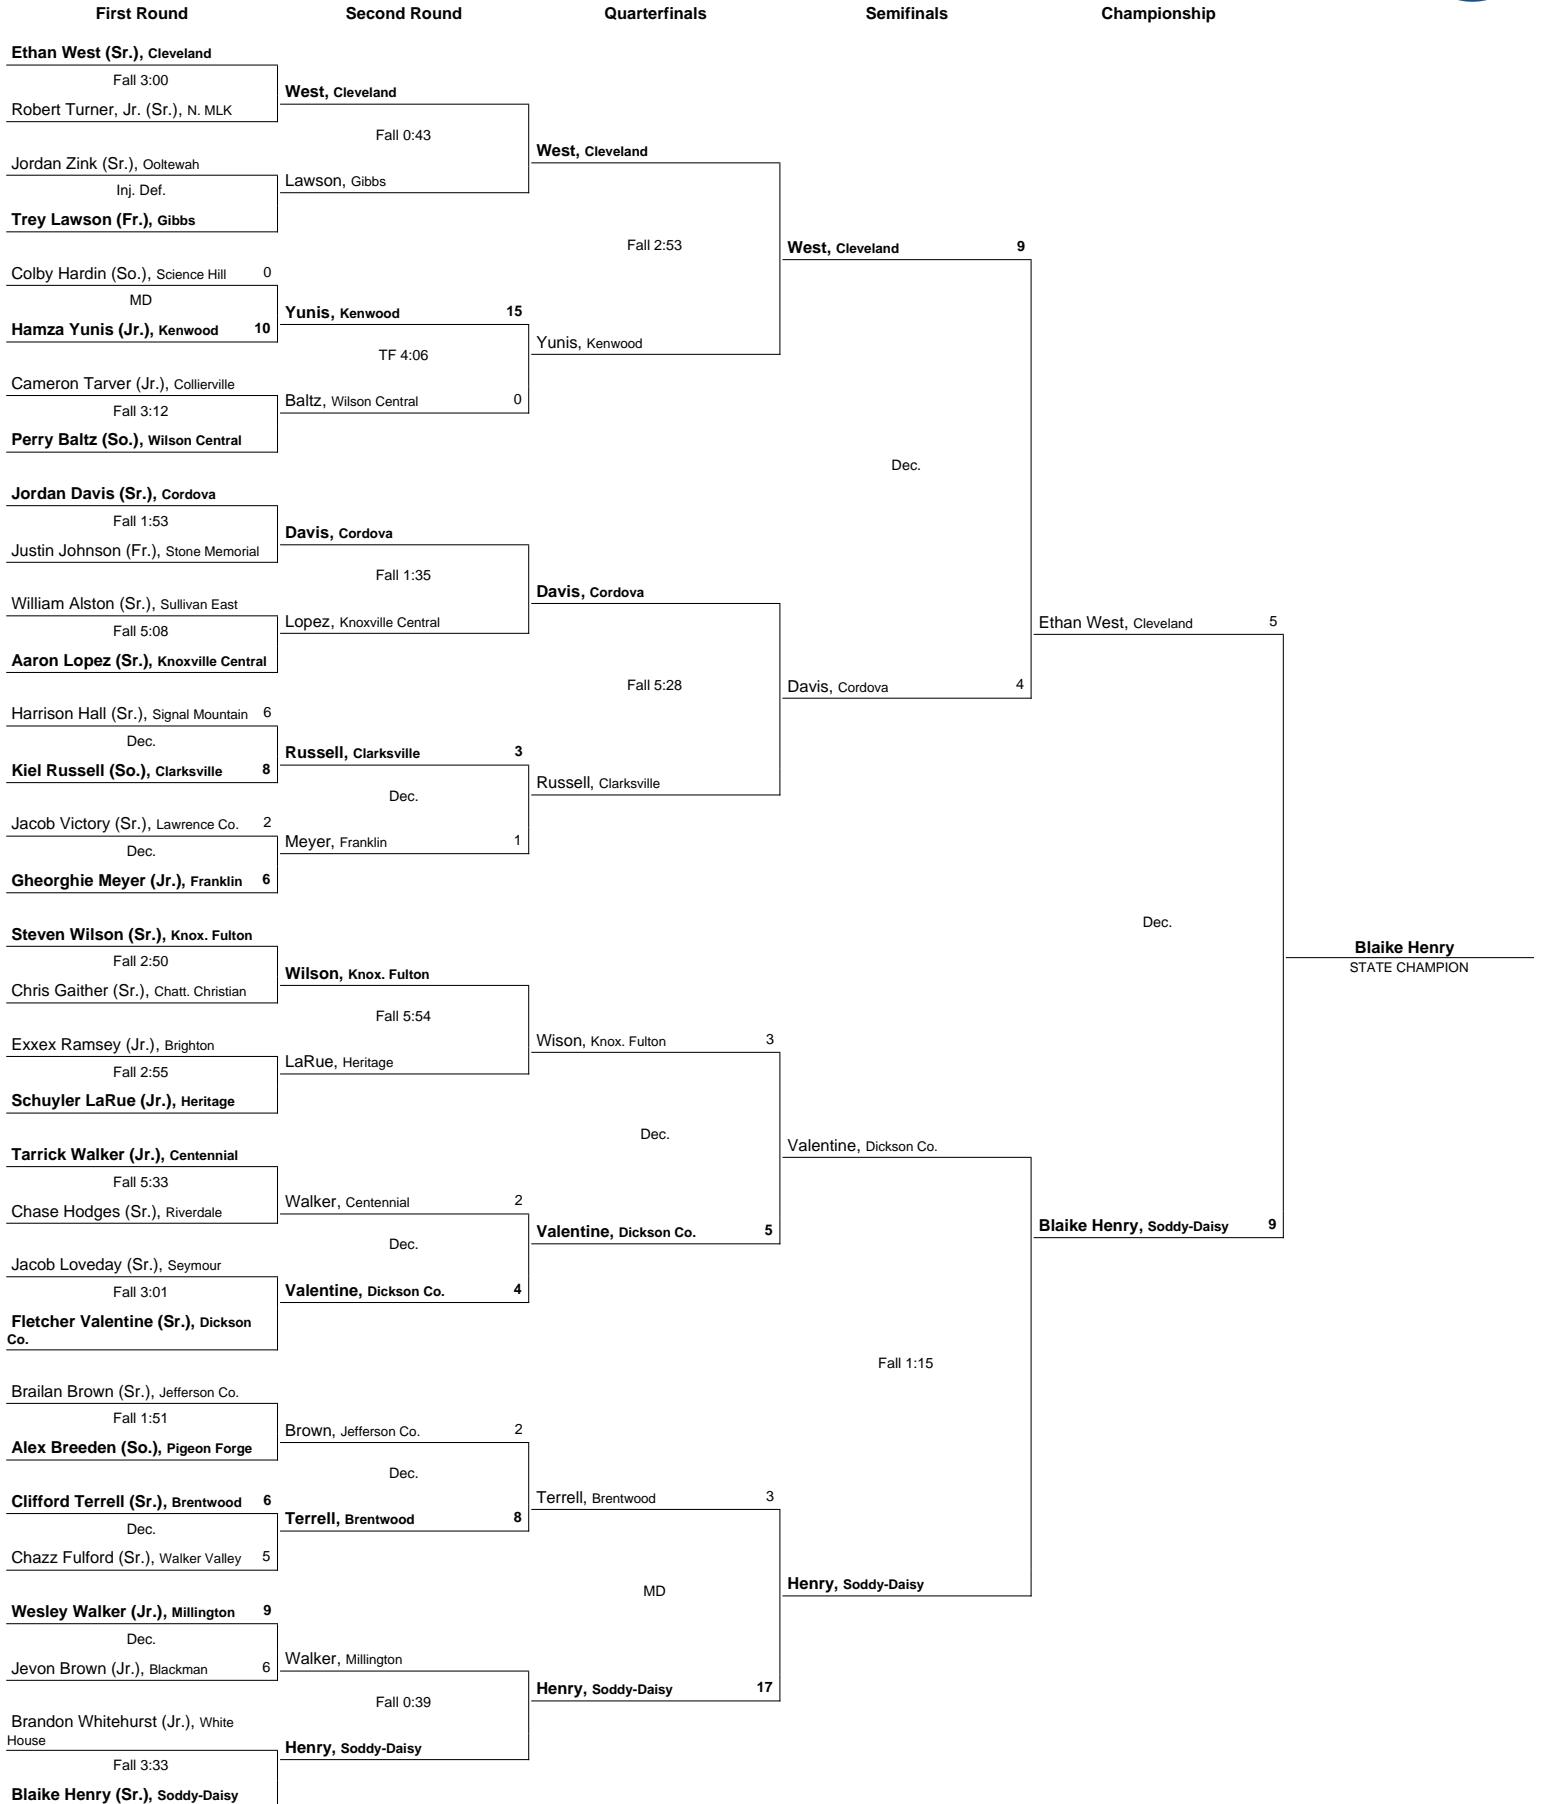 First Round
Second Round
Quarterfinals
Semifinals
Championship
Ethan West (Sr.), Cleveland
Fall 3:00
Robert Turner, Jr. (Sr.), N. MLK
Jordan Zink (Sr.), Ooltewah
Inj. Def.
Trey Lawson (Fr.), Gibbs
Colby Hardin (So.), Science Hill 0
MD
Hamza Yunis (Jr.), Kenwood 10
Cameron Tarver (Jr.), Collierville
Fall 3:12
Perry Baltz (So.), Wilson Central
Jordan Davis (Sr.), Cordova
Fall 1:53
Justin Johnson (Fr.), Stone Memorial
William Alston (Sr.), Sullivan East
Fall 5:08
Aaron Lopez (Sr.), Knoxville Central
Harrison Hall (Sr.), Signal Mountain 6
Dec.
Kiel Russell (So.), Clarksville 8
Jacob Victory (Sr.), Lawrence Co. 2
Dec.
Gheorghie Meyer (Jr.), Franklin 6
Steven Wilson (Sr.), Knox. Fulton
Fall 2:50
Chris Gaither (Sr.), Chatt. Christian
Exxex Ramsey (Jr.), Brighton
Fall 2:55
Schuyler LaRue (Jr.), Heritage
Tarrick Walker (Jr.), Centennial
Fall 5:33
Chase Hodges (Sr.), Riverdale
Jacob Loveday (Sr.), Seymour
Fall 3:01
Fletcher Valentine (Sr.), Dickson
Co.
Brailan Brown (Sr.), Jefferson Co.
Fall 1:51
Alex Breeden (So.), Pigeon Forge
Clifford Terrell (Sr.), Brentwood 6
Dec.
Chazz Fulford (Sr.), Walker Valley 5
Wesley Walker (Jr.), Millington 9
Dec.
Jevon Brown (Jr.), Blackman 6
Brandon Whitehurst (Jr.), White
House
Fall 3:33
Blaike Henry (Sr.), Soddy-Daisy
West, Cleveland
Fall 0:43
Lawson, Gibbs
Yunis, Kenwood 15
TF 4:06
Baltz, Wilson Central 0
Davis, Cordova
Fall 1:35
Lopez, Knoxville Central
Russell, Clarksville 3
Dec.
Meyer, Franklin 1
Wilson, Knox. Fulton
Fall 5:54
LaRue, Heritage
Walker, Centennial 2
Dec.
Valentine, Dickson Co. 4
Brown, Jefferson Co. 2
Dec.
Terrell, Brentwood 8
Walker, Millington
Fall 0:39
Henry, Soddy-Daisy
West, Cleveland
Fall 2:53
Yunis, Kenwood
Davis, Cordova
Fall 5:28
Russell, Clarksville
Wison, Knox. Fulton 3
Dec.
Valentine, Dickson Co. 5
Terrell, Brentwood 3
MD
Henry, Soddy-Daisy 17
West, Cleveland 9
Dec.
Davis, Cordova 4
Valentine, Dickson Co.
Fall 1:15
Henry, Soddy-Daisy
Ethan West, Cleveland 5
Dec.
Blaike Henry, Soddy-Daisy 9
Blaike Henry
STATE CHAMPION